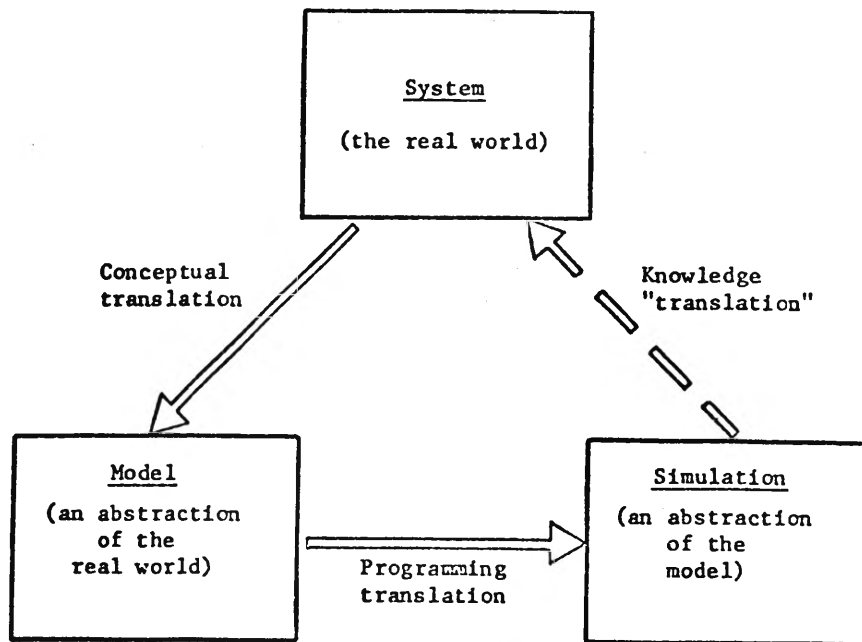 System
(the real world)
Conceptual
translation
Knowledge
"translation"
Model
(an abstraction
of the
real world)
Programming
translation
Simulation
(an abstraction
of the
model)